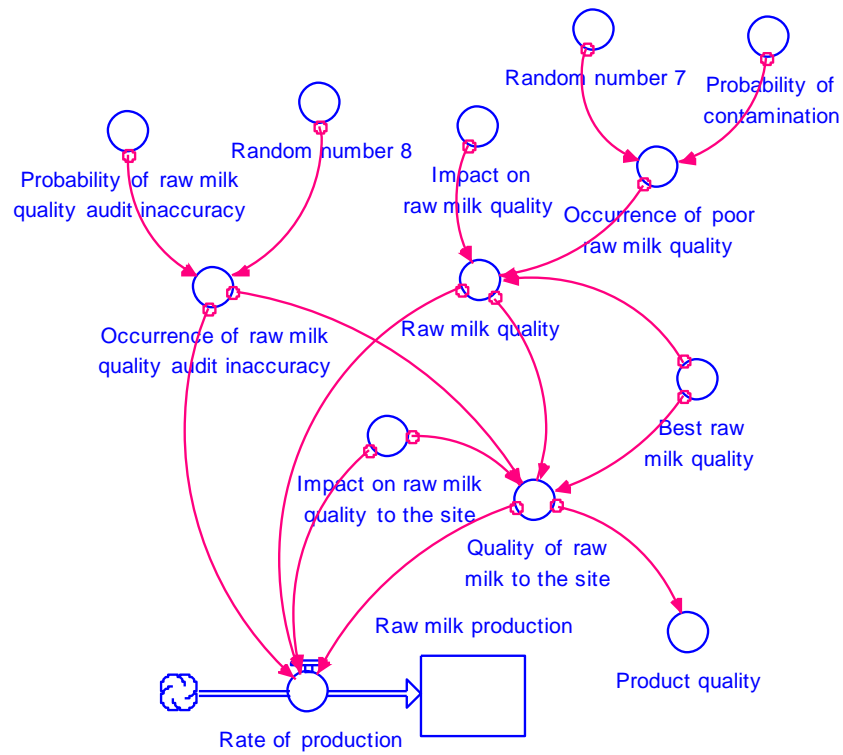 Random number 7
Probability of
contamination
Random number 8
Probability of raw milk
quality audit inaccuracy
Impact on
raw milk quality
Occurrence of poor
raw milk quality
Occurrence of raw milk
quality audit inaccuracy
Raw milk quality
Best raw
milk quality
Impact on raw milk
quality to the site
Quality of raw
milk to the site
Raw milk production
Product quality
Rate of production